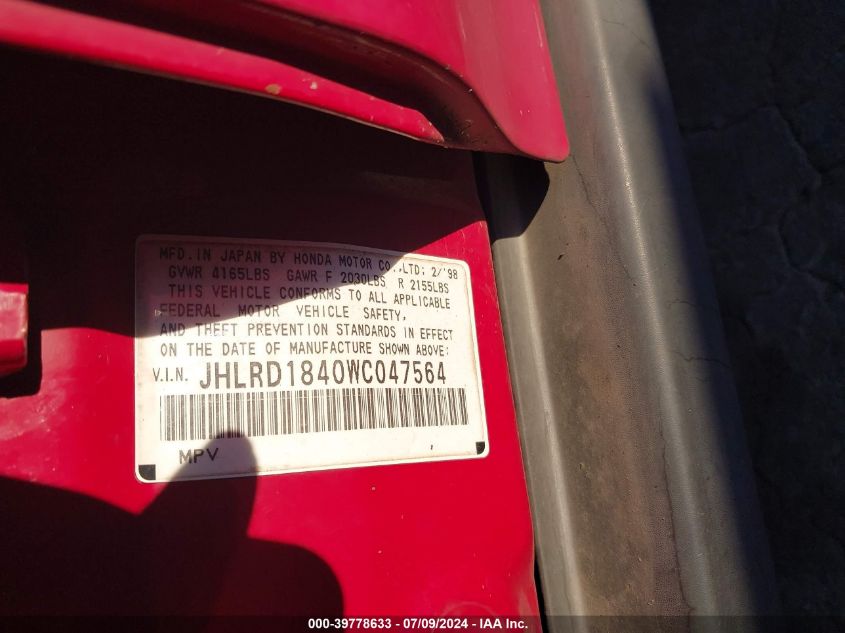 MFD. IN JAPAN BY HONDA MOTOR CO.,LTD; 2/'98
GVWR 4165LBS GAWR F 2030LBS R 2155LBS
THIS VEHICLE CONFORMS TO ALL APPLICABLE
FEDERAL MOTOR VEHICLE SAFETY,
AND THEFT PREVENTION STANDARDS IN EFFECT
ON THE DATE OF MANUFACTURE SHOWN ABOVE:
V.I.N. JHLRD1840WC047564
MPV
000-39778633 - 07/09/2024 - IAA Inc.